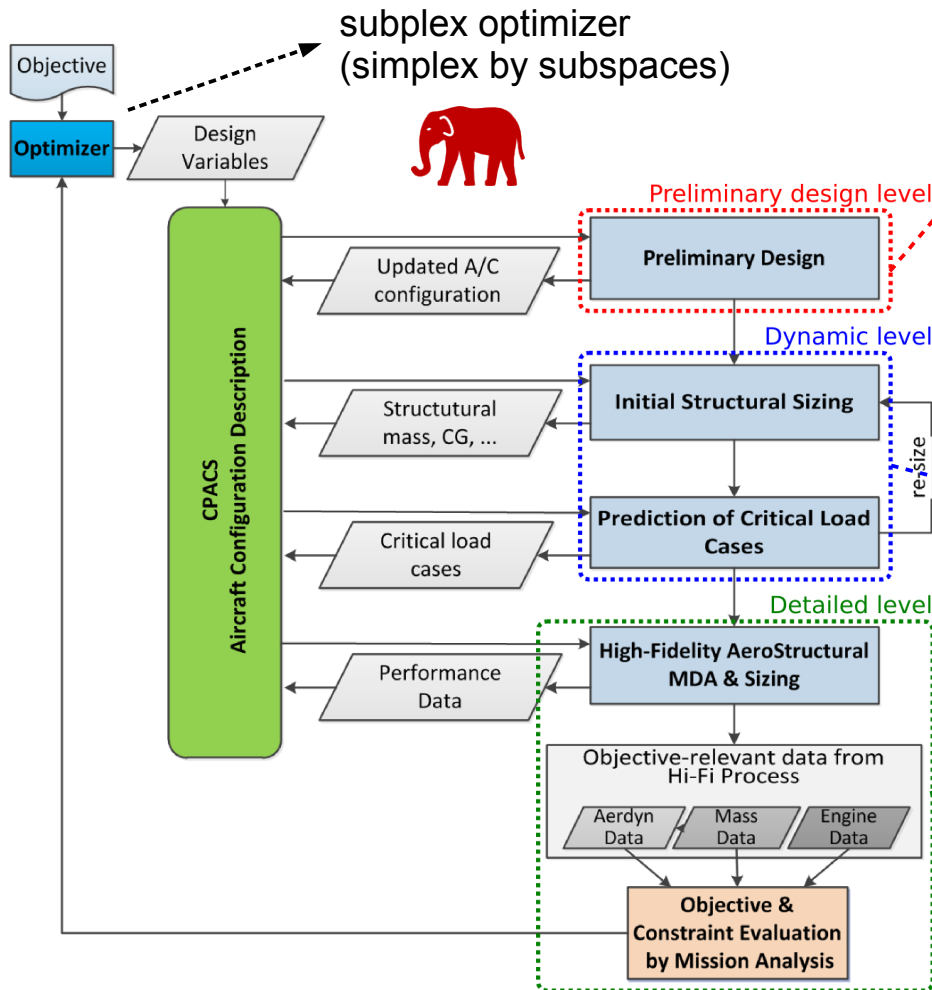 subplex optimizer
(simplex by subspaces)
Objective
Optimizer
Design
Variables
Preliminary design level
Preliminary Design
Updated A/C
configuration
Dynamic level
Initial Structural Sizing
Structutural
mass, CG, ...
re-size
CPACS
Aircraft Configuration Description
Prediction of Critical Load
Cases
Critical load
cases
Detailed level
High-Fidelity AeroStructural
MDA & Sizing
Performance
Data
Objective-relevant data from
Hi-Fi Process
Aerdyn
Data
Mass
Data
Engine
Data
Objective &
Constraint Evaluation
by Mission Analysis